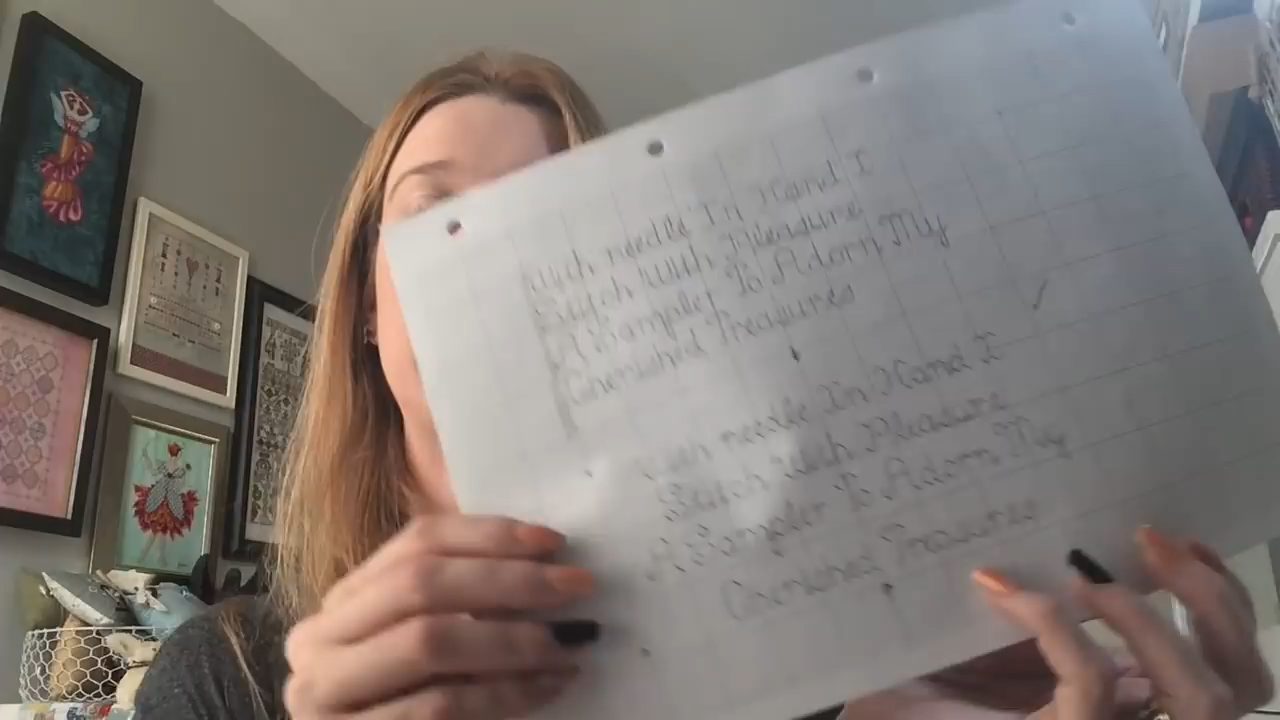 With needle In Hand I
Stitch With Pleasure
A Sampler To Adorn My
Cherished Treasures
With needle In Hand I
Stitch With Pleasure
A Sampler To Adorn My
Cherished Treasures